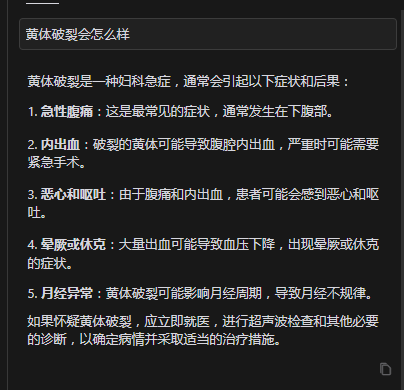 黄体破裂会怎么样
黄体破裂是一种妇科急症，通常会引起以下症状和后果：
1. 急性腹痛：这是最常见的症状，通常发生在下腹部。
2. 内出血：破裂的黄体可能导致腹腔内出血，严重时可能需要
紧急手术。
3. 恶心和呕吐：由于腹痛和内出血，患者可能会感到恶心和呕
吐。
4. 晕厥或休克：大量出血可能导致血压下降，出现晕厥或休克
的症状。
5. 月经异常：黄体破裂可能影响月经周期，导致月经不规律。
如果怀疑黄体破裂，应立即就医，进行超声波检查和其他必要
的诊断，以确定病情并采取适当的治疗措施。